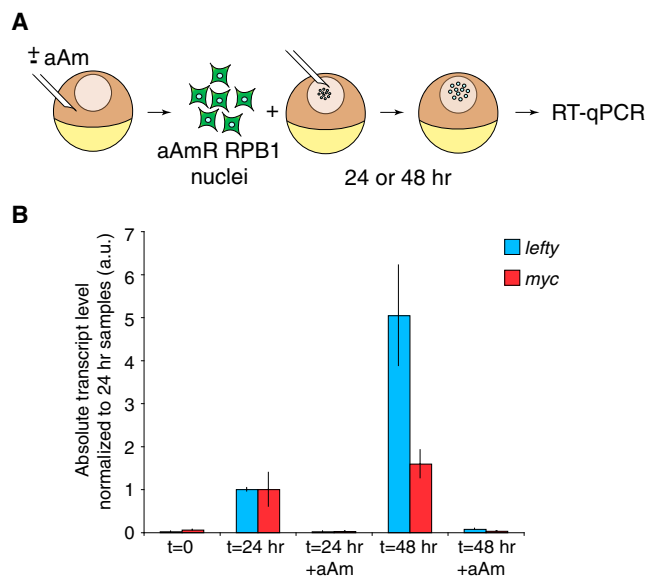 A
± aAm
+
aAmR RPB1
nuclei
24 or 48 hr
RT-qPCR
B
Absolute transcript level
normalized to 24 hr samples (a.u.)
7
6
5
4
3
2
1
0
lefty
myc
t=0
t=24 hr
t=24 hr
+aAm
t=48 hr
t=48 hr
+aAm